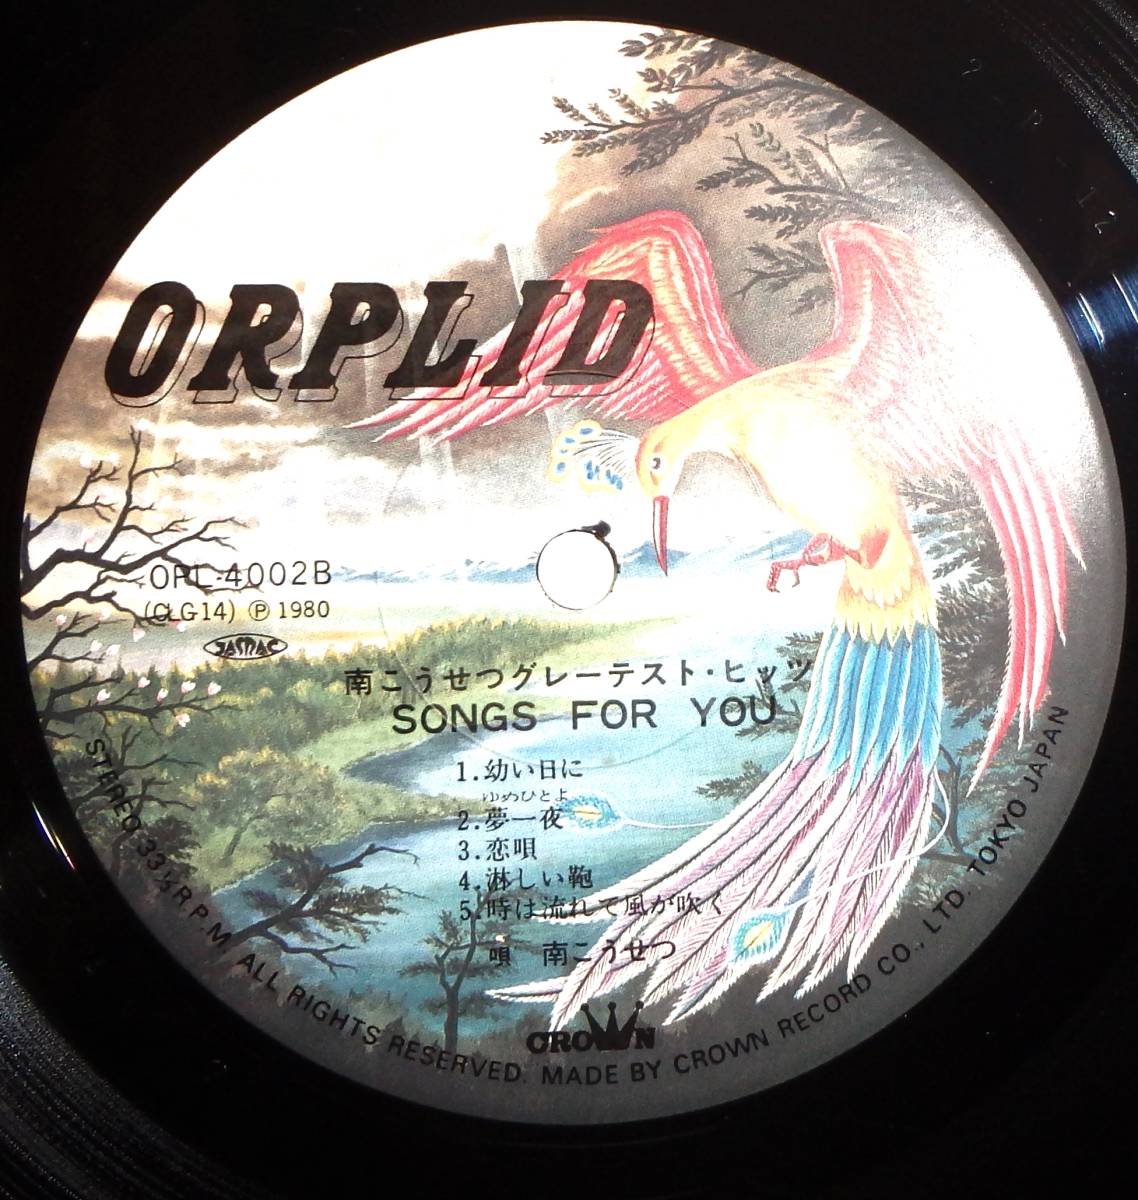 ORPLID
OPL-4002B
(CLG14) ℗ 1980
JASRAC
南こうせつグレーテスト・ヒッツ
SONGS FOR YOU
1.幼い日に
ゆめひとよ
2.夢一夜
3.恋唄
4.淋しい鞄
5.時は流れて風が吹く
唄 南こうせつ
CROWN
STEREO 33⅓ R.P.M ALL RIGHTS RESERVED. MADE BY CROWN RECORD CO., LTD. TOKYO JAPAN